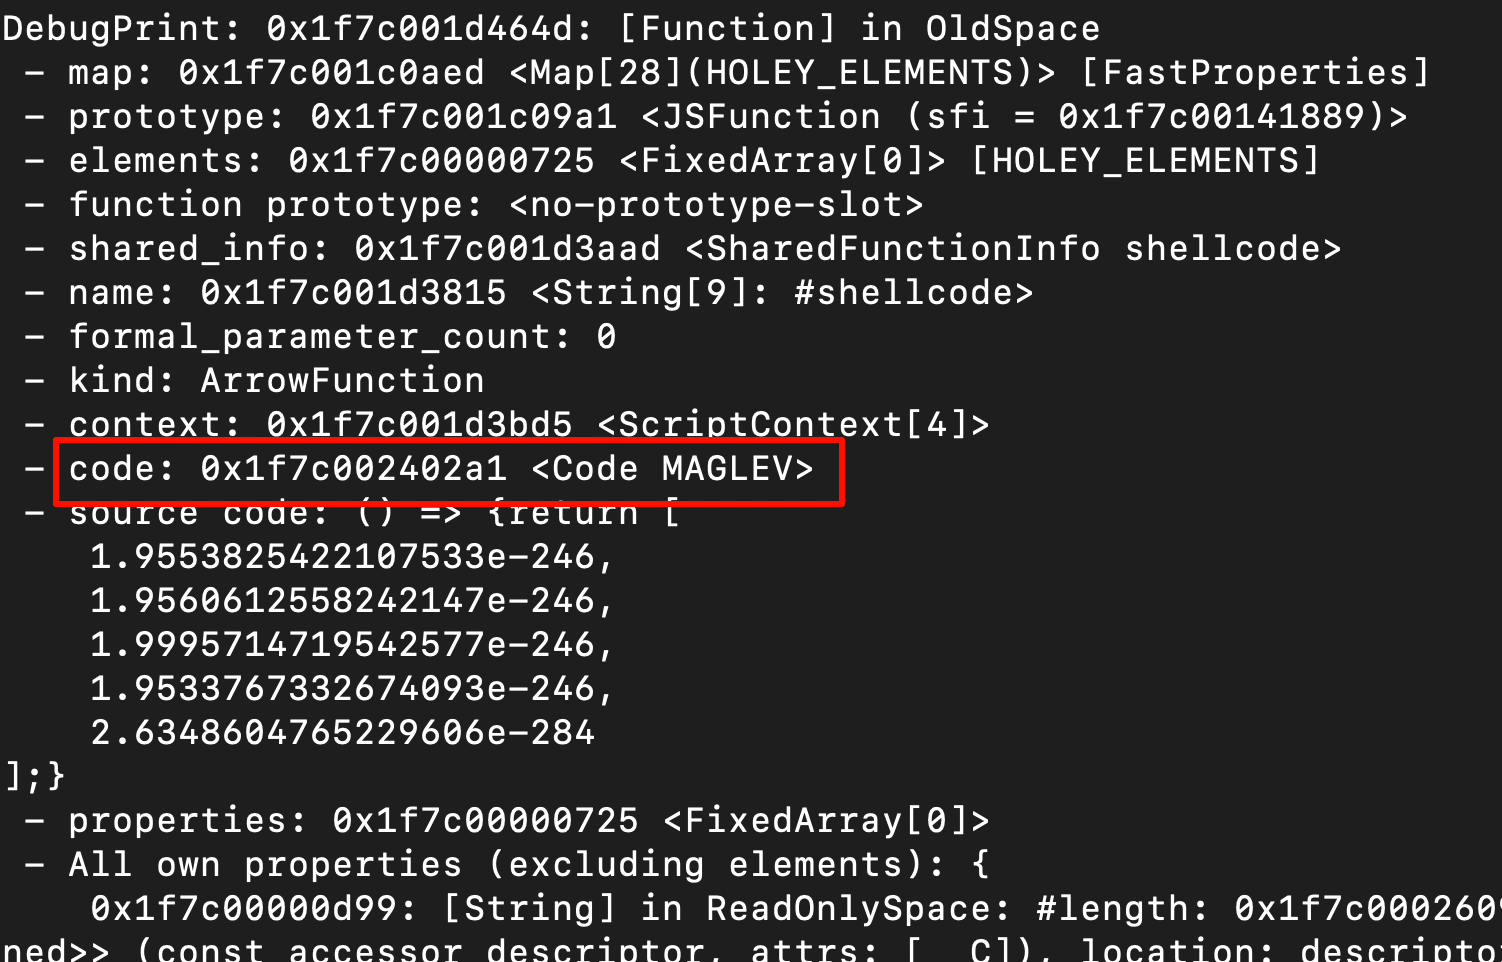 DebugPrint: 0x1f7c001d464d: [Function] in OldSpace
- map: 0x1f7c001c0aed <Map[28](HOLEY_ELEMENTS)> [FastProperties]
- prototype: 0x1f7c001c09a1 <JSFunction (sfi = 0x1f7c00141889)>
- elements: 0x1f7c00000725 <FixedArray[0]> [HOLEY_ELEMENTS]
- function prototype: <no-prototype-slot>
- shared_info: 0x1f7c001d3aad <SharedFunctionInfo shellcode>
- name: 0x1f7c001d3815 <String[9]: #shellcode>
- formal_parameter_count: 0
- kind: ArrowFunction
- context: 0x1f7c001d3bd5 <ScriptContext[4]>
- code: 0x1f7c002402a1 <Code MAGLEV>
- source code: () => {return [
1.9553825422107533e-246,
1.9560612558242147e-246,
1.9995714719542577e-246,
1.9533767332674093e-246,
2.6348604765229606e-284
];}
- properties: 0x1f7c00000725 <FixedArray[0]>
- All own properties (excluding elements): {
0x1f7c00000d99: [String] in ReadOnlySpace: #length: 0x1f7c0002609
ned>> (const accessor descriptor, attrs: [__C]), location: descripto